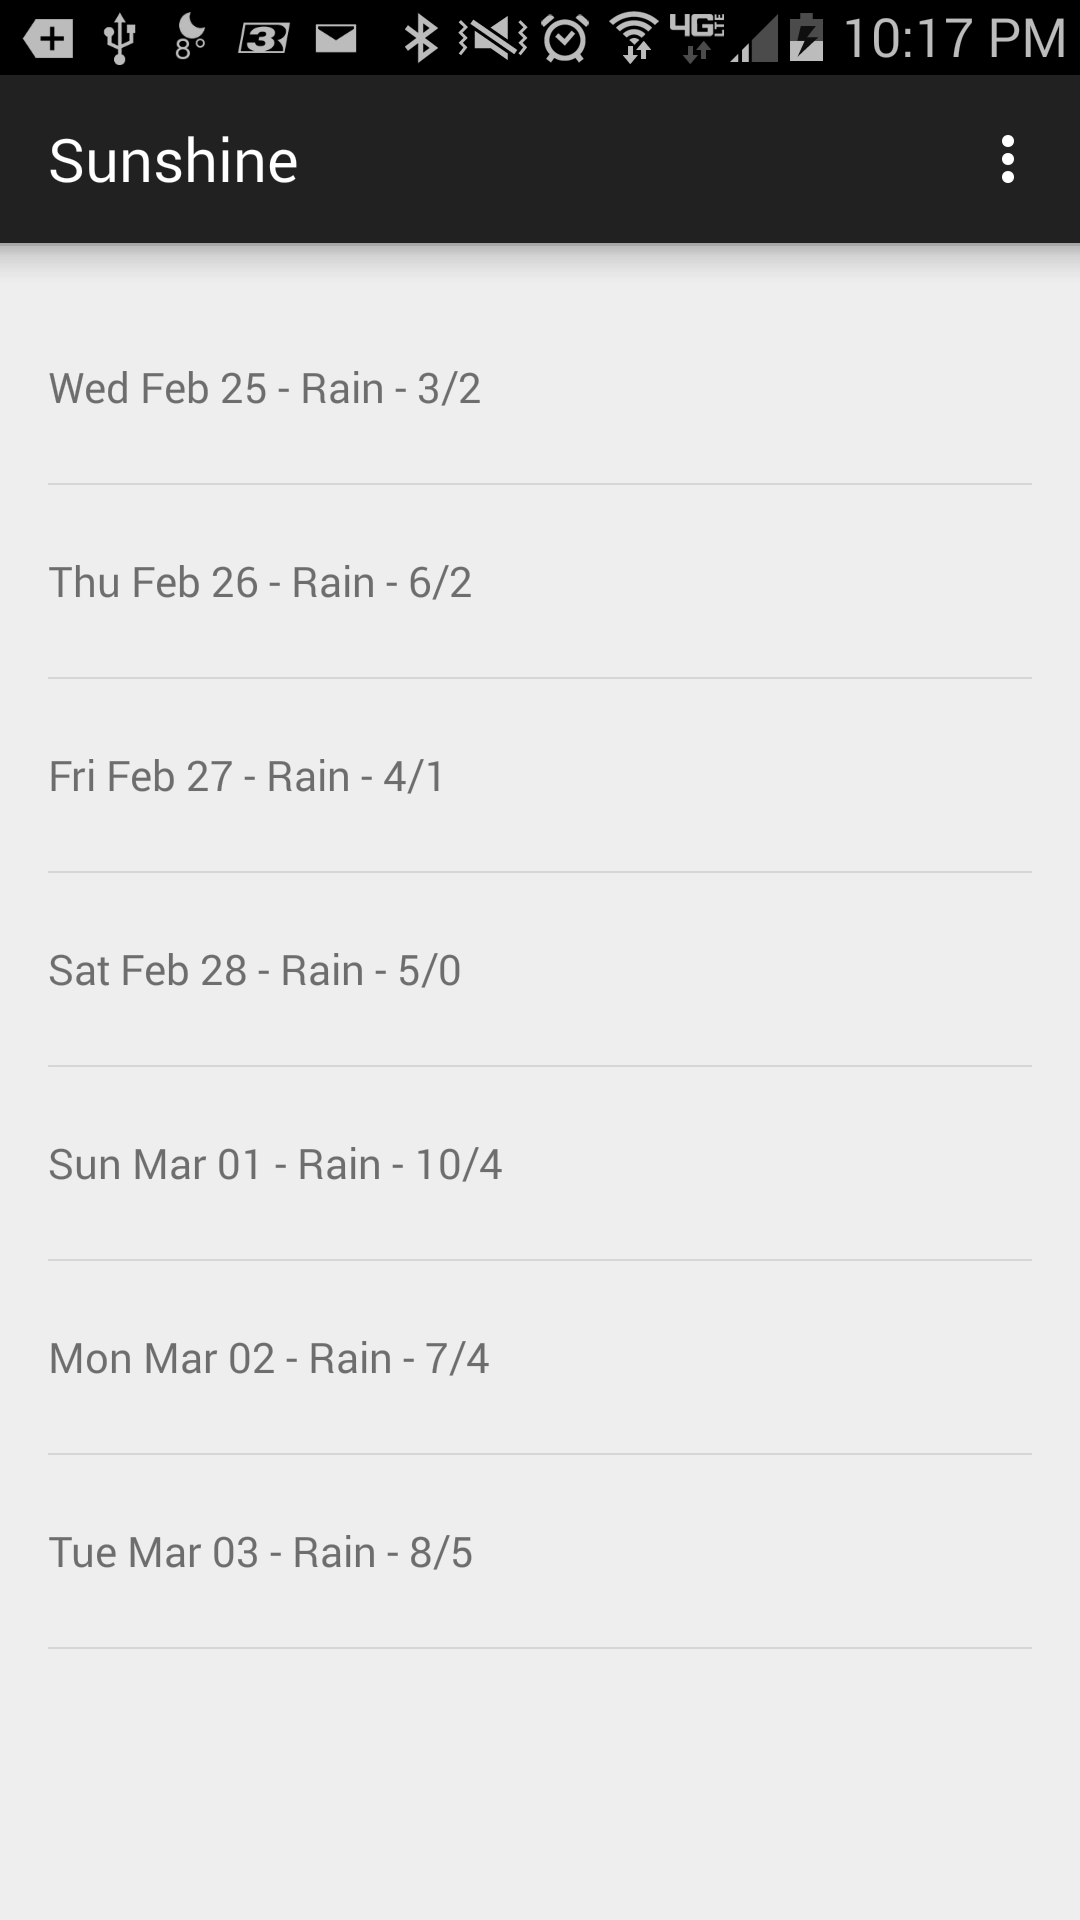 8° 3 4G LTE 10:17 PM
Sunshine
Wed Feb 25 - Rain - 3/2
Thu Feb 26 - Rain - 6/2
Fri Feb 27 - Rain - 4/1
Sat Feb 28 - Rain - 5/0
Sun Mar 01 - Rain - 10/4
Mon Mar 02 - Rain - 7/4
Tue Mar 03 - Rain - 8/5